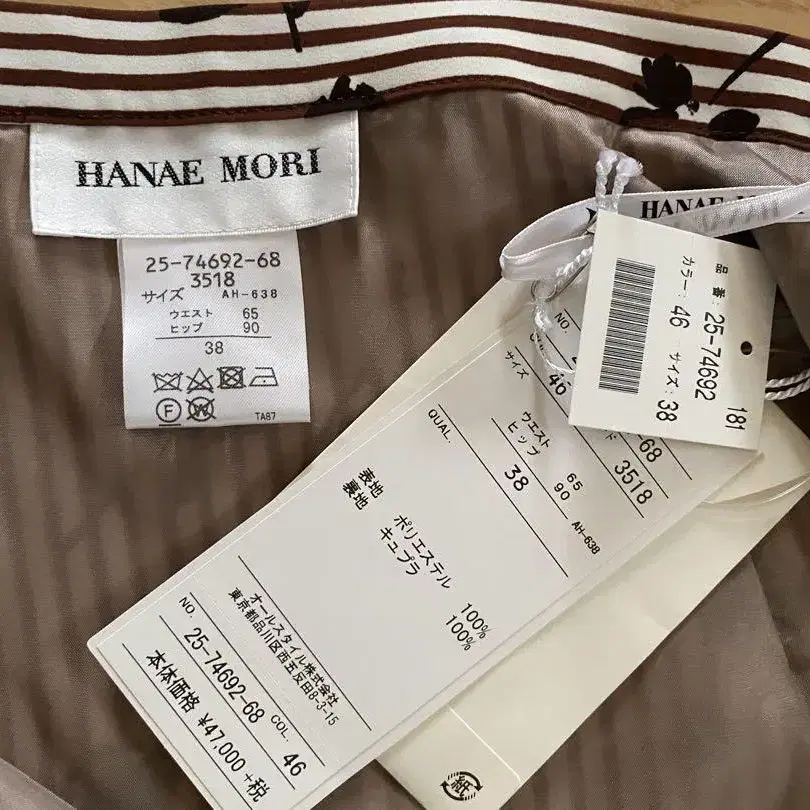 HANAE MORI
25-74692-68
3518
サイズ AH-638
ウエスト 65
ヒップ 90
38
F W
TA87
HANAE
品番: 25-74692 181
カラー: 46 サイズ: 38
NO.
-68
サイズ 46 3518
ウエスト 65
ヒップ 90
38 AH-638
QUAL.
表地 ポリエステル 100%
裏地 キュプラ 100%
オールスタイル株式会社
東京都品川区西五反田8-3-15
NO. 25-74692-68 COL. 46
本体価格 ¥47,000+税
紙